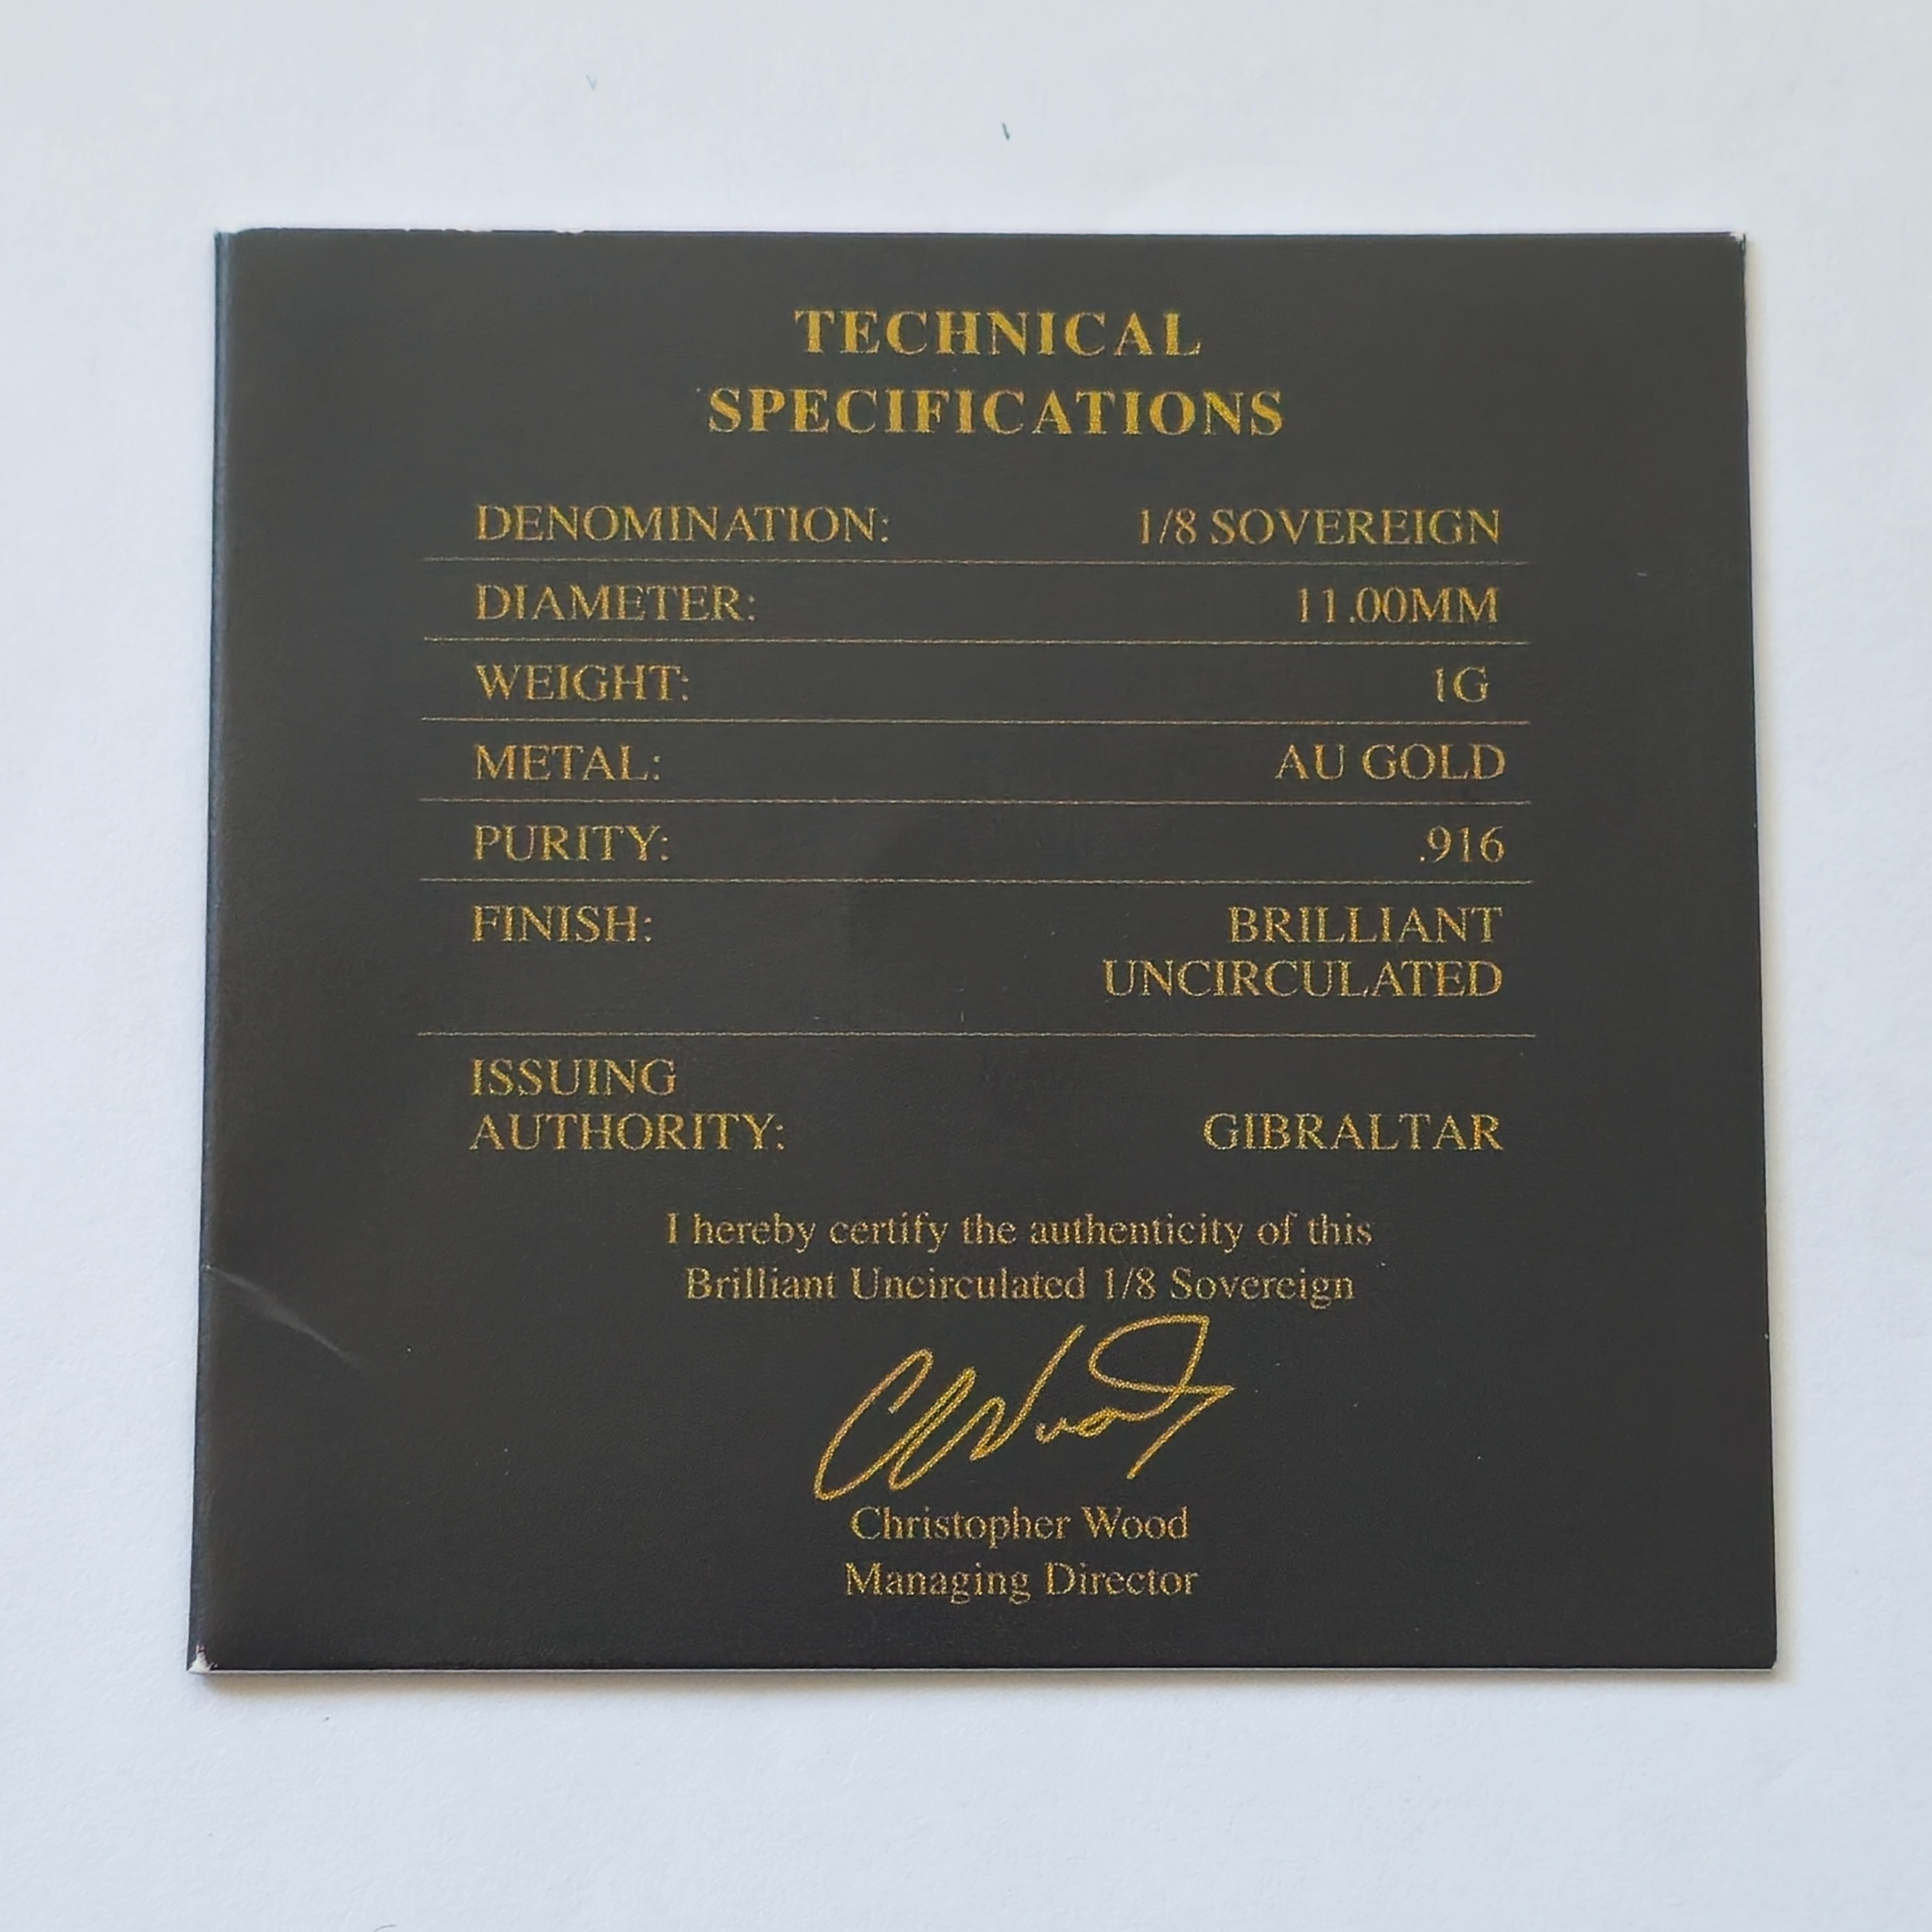 TECHNICAL
SPECIFICATIONS
DENOMINATION: 1/8 SOVEREIGN
DIAMETER: 11.00MM
WEIGHT: 1G
METAL: AU GOLD
PURITY: .916
FINISH: BRILLIANT
UNCIRCULATED
ISSUING
AUTHORITY: GIBRALTAR
I hereby certify the authenticity of this
Brilliant Uncirculated 1/8 Sovereign
CWood
Christopher Wood
Managing Director